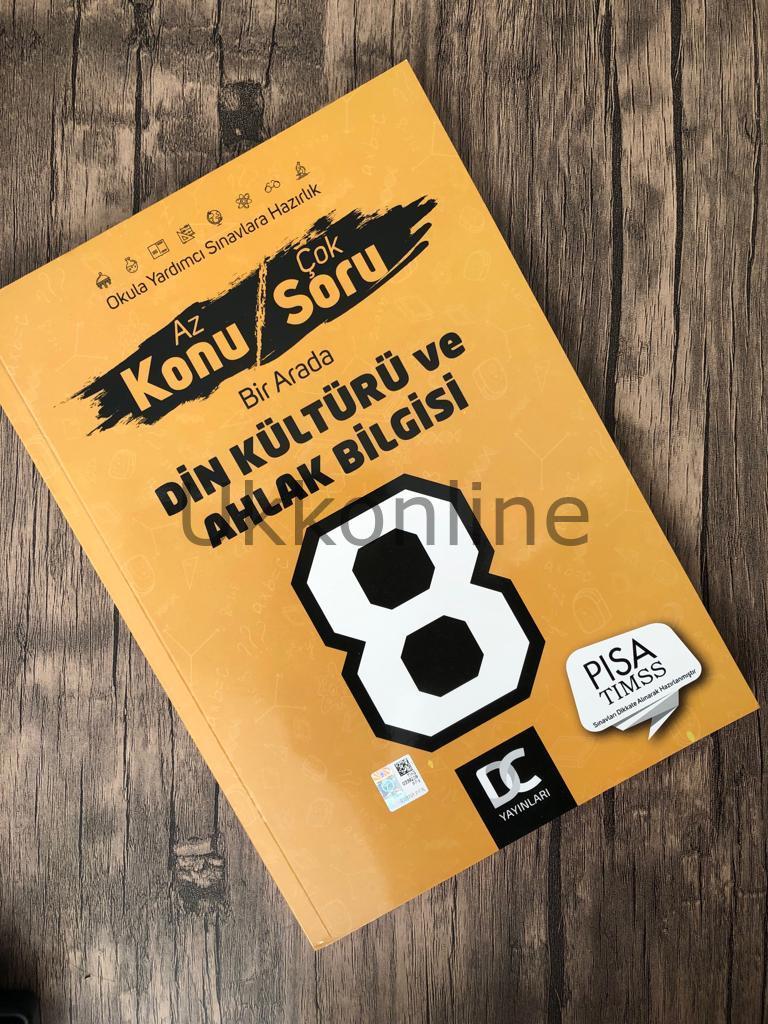 Okula Yardımcı Sınavlara Hazırlık
Az Çok
Konu Soru
Bir Arada
DİN KÜLTÜRÜ ve
AHLAK BİLGİSİ
Ukkonline
8
PISA
TIMSS
Sınavları Dikkate Alınarak Hazırlanmıştır
DC
YAYINLARI